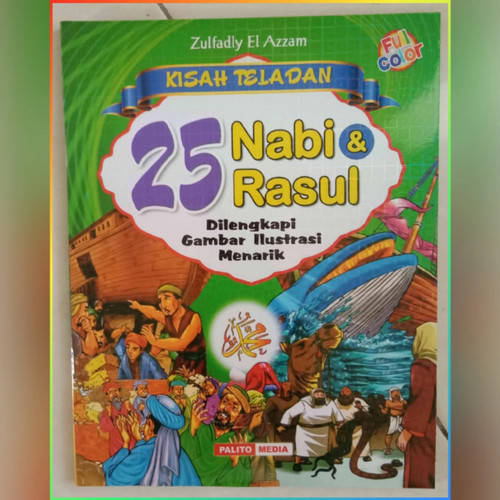 Zulfadly El Azzam
Full
Color
KISAH TELADAN
25 Nabi &
Rasul
Dilengkapi
Gambar Ilustrasi
Menarik
محمد
PALITO MEDIA